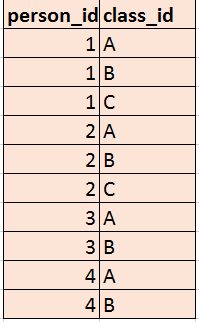 person_id class_id
1 A
1 B
1 C
2 A
2 B
2 C
3 A
3 B
4 A
4 B